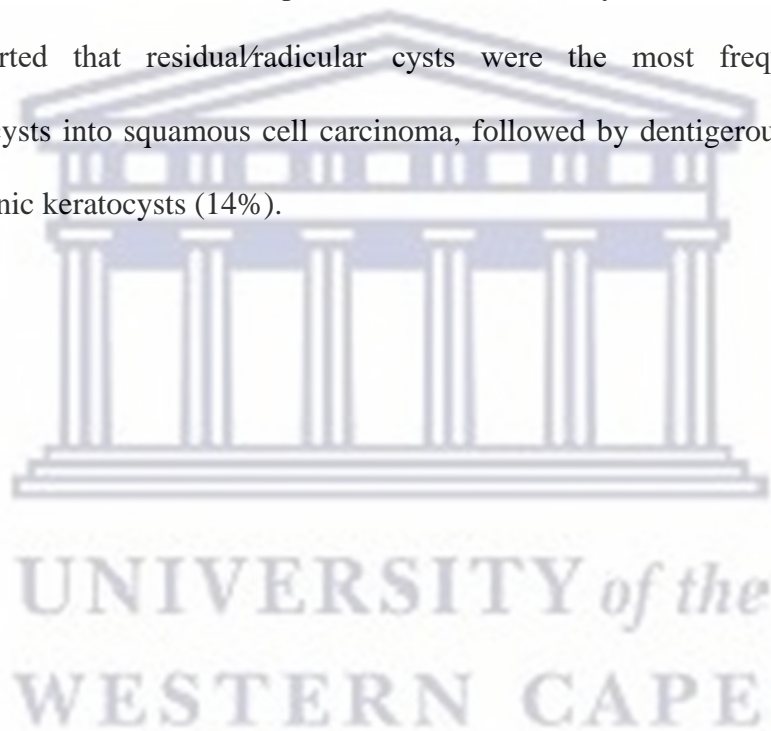 rted that residual/radicular cysts were the most freq
ysts into squamous cell carcinoma, followed by dentigerou
nic keratocysts (14%).
UNIVERSITY of the
WESTERN CAPE